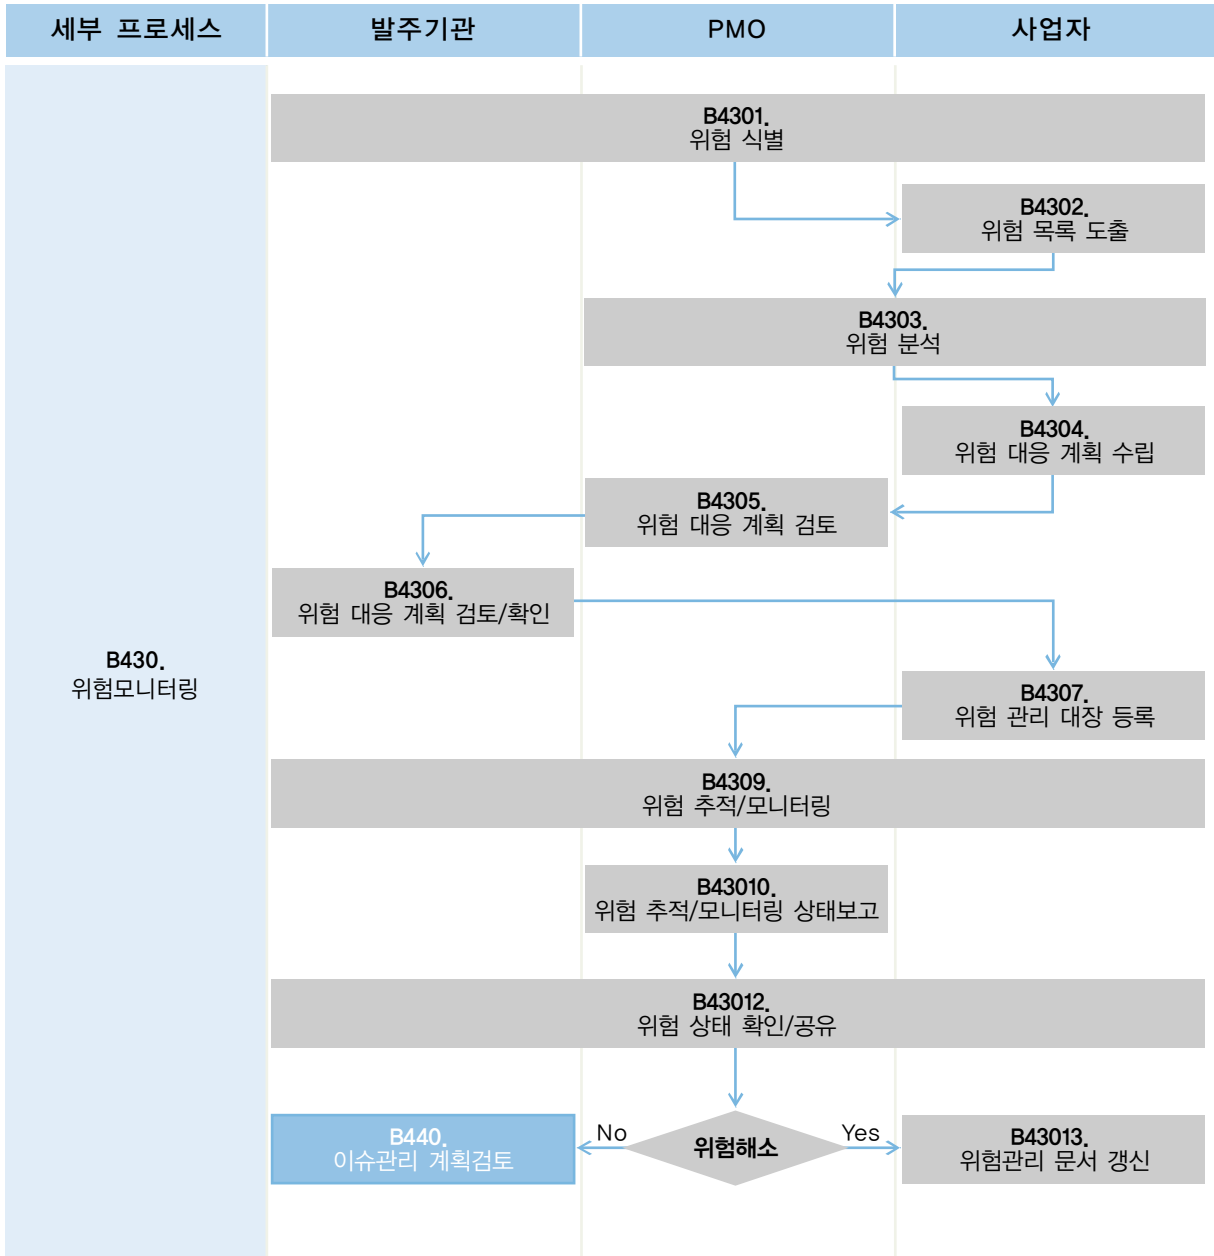 세부 프로세스
발주기관
PMO
사업자
B430.
위험모니터링
B4301.
위험 식별
B4302.
위험 목록 도출
B4303.
위험 분석
B4304.
위험 대응 계획 수립
B4305.
위험 대응 계획 검토
B4306.
위험 대응 계획 검토/확인
B4307.
위험 관리 대장 등록
B4309.
위험 추적/모니터링
B43010.
위험 추적/모니터링 상태보고
B43012.
위험 상태 확인/공유
B440.
이슈관리 계획검토
No
위험해소
Yes
B43013.
위험관리 문서 갱신